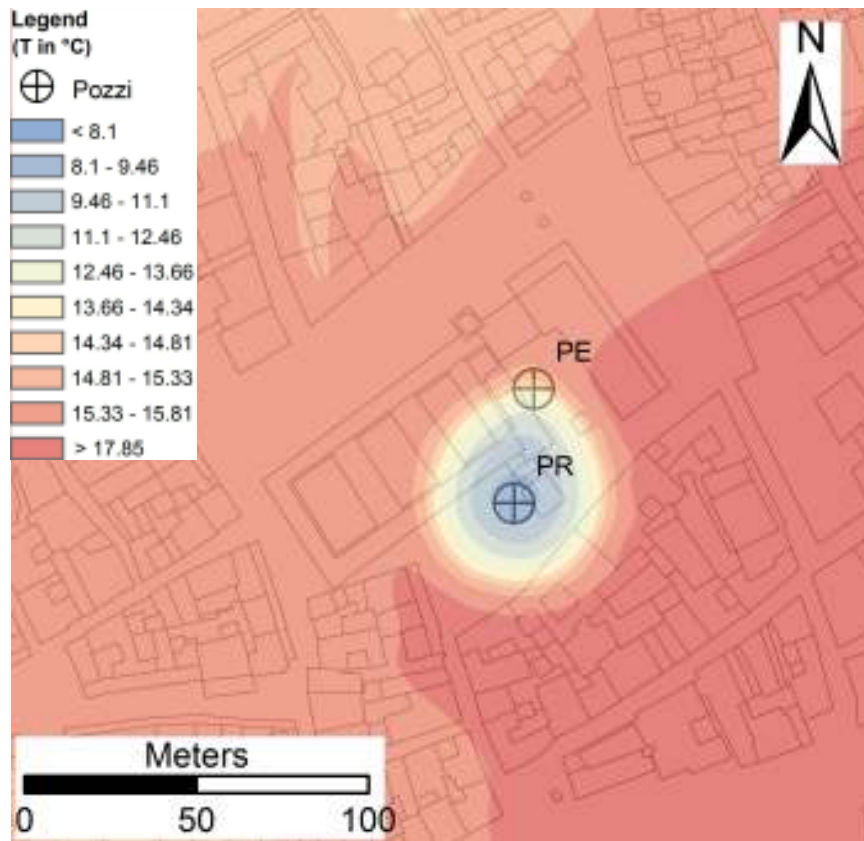 Legend
(T in °C)
Pozzi
< 8.1
8.1 - 9.46
9.46 - 11.1
11.1 - 12.46
12.46 - 13.66
13.66 - 14.34
14.34 - 14.81
14.81 - 15.33
15.33 - 15.81
> 17.85
N
PE
PR
Meters
0 50 100